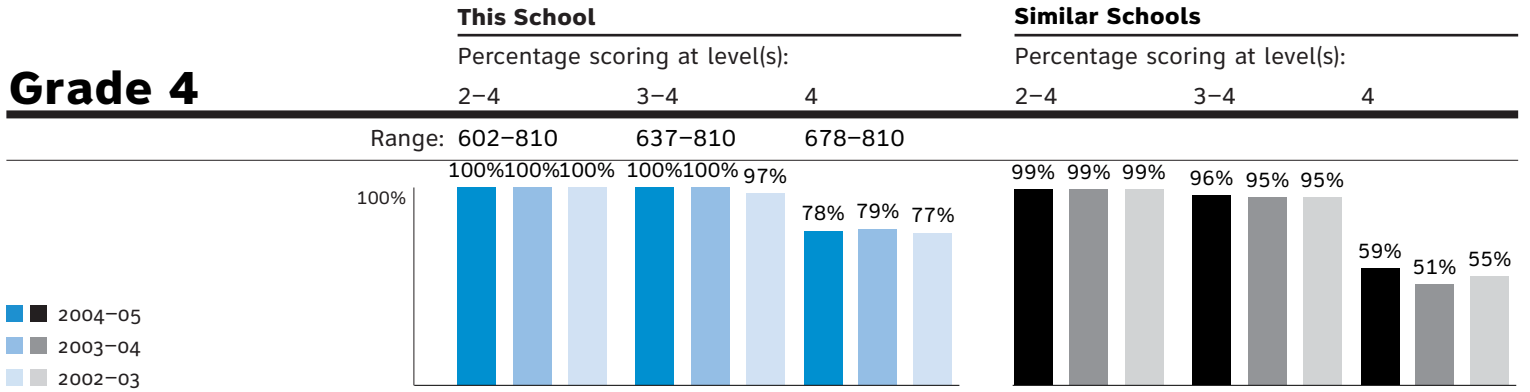 This School Similar Schools
Percentage scoring at level(s): Percentage scoring at level(s):
Grade 4 2–4 3–4 4 2–4 3–4 4
Range: 602–810 637–810 678–810
100% 100% 100% 100% 100% 97% 78% 79% 77% 99% 99% 99% 96% 95% 95% 59% 51% 55%
100%
2004–05
2003–04
2002–03